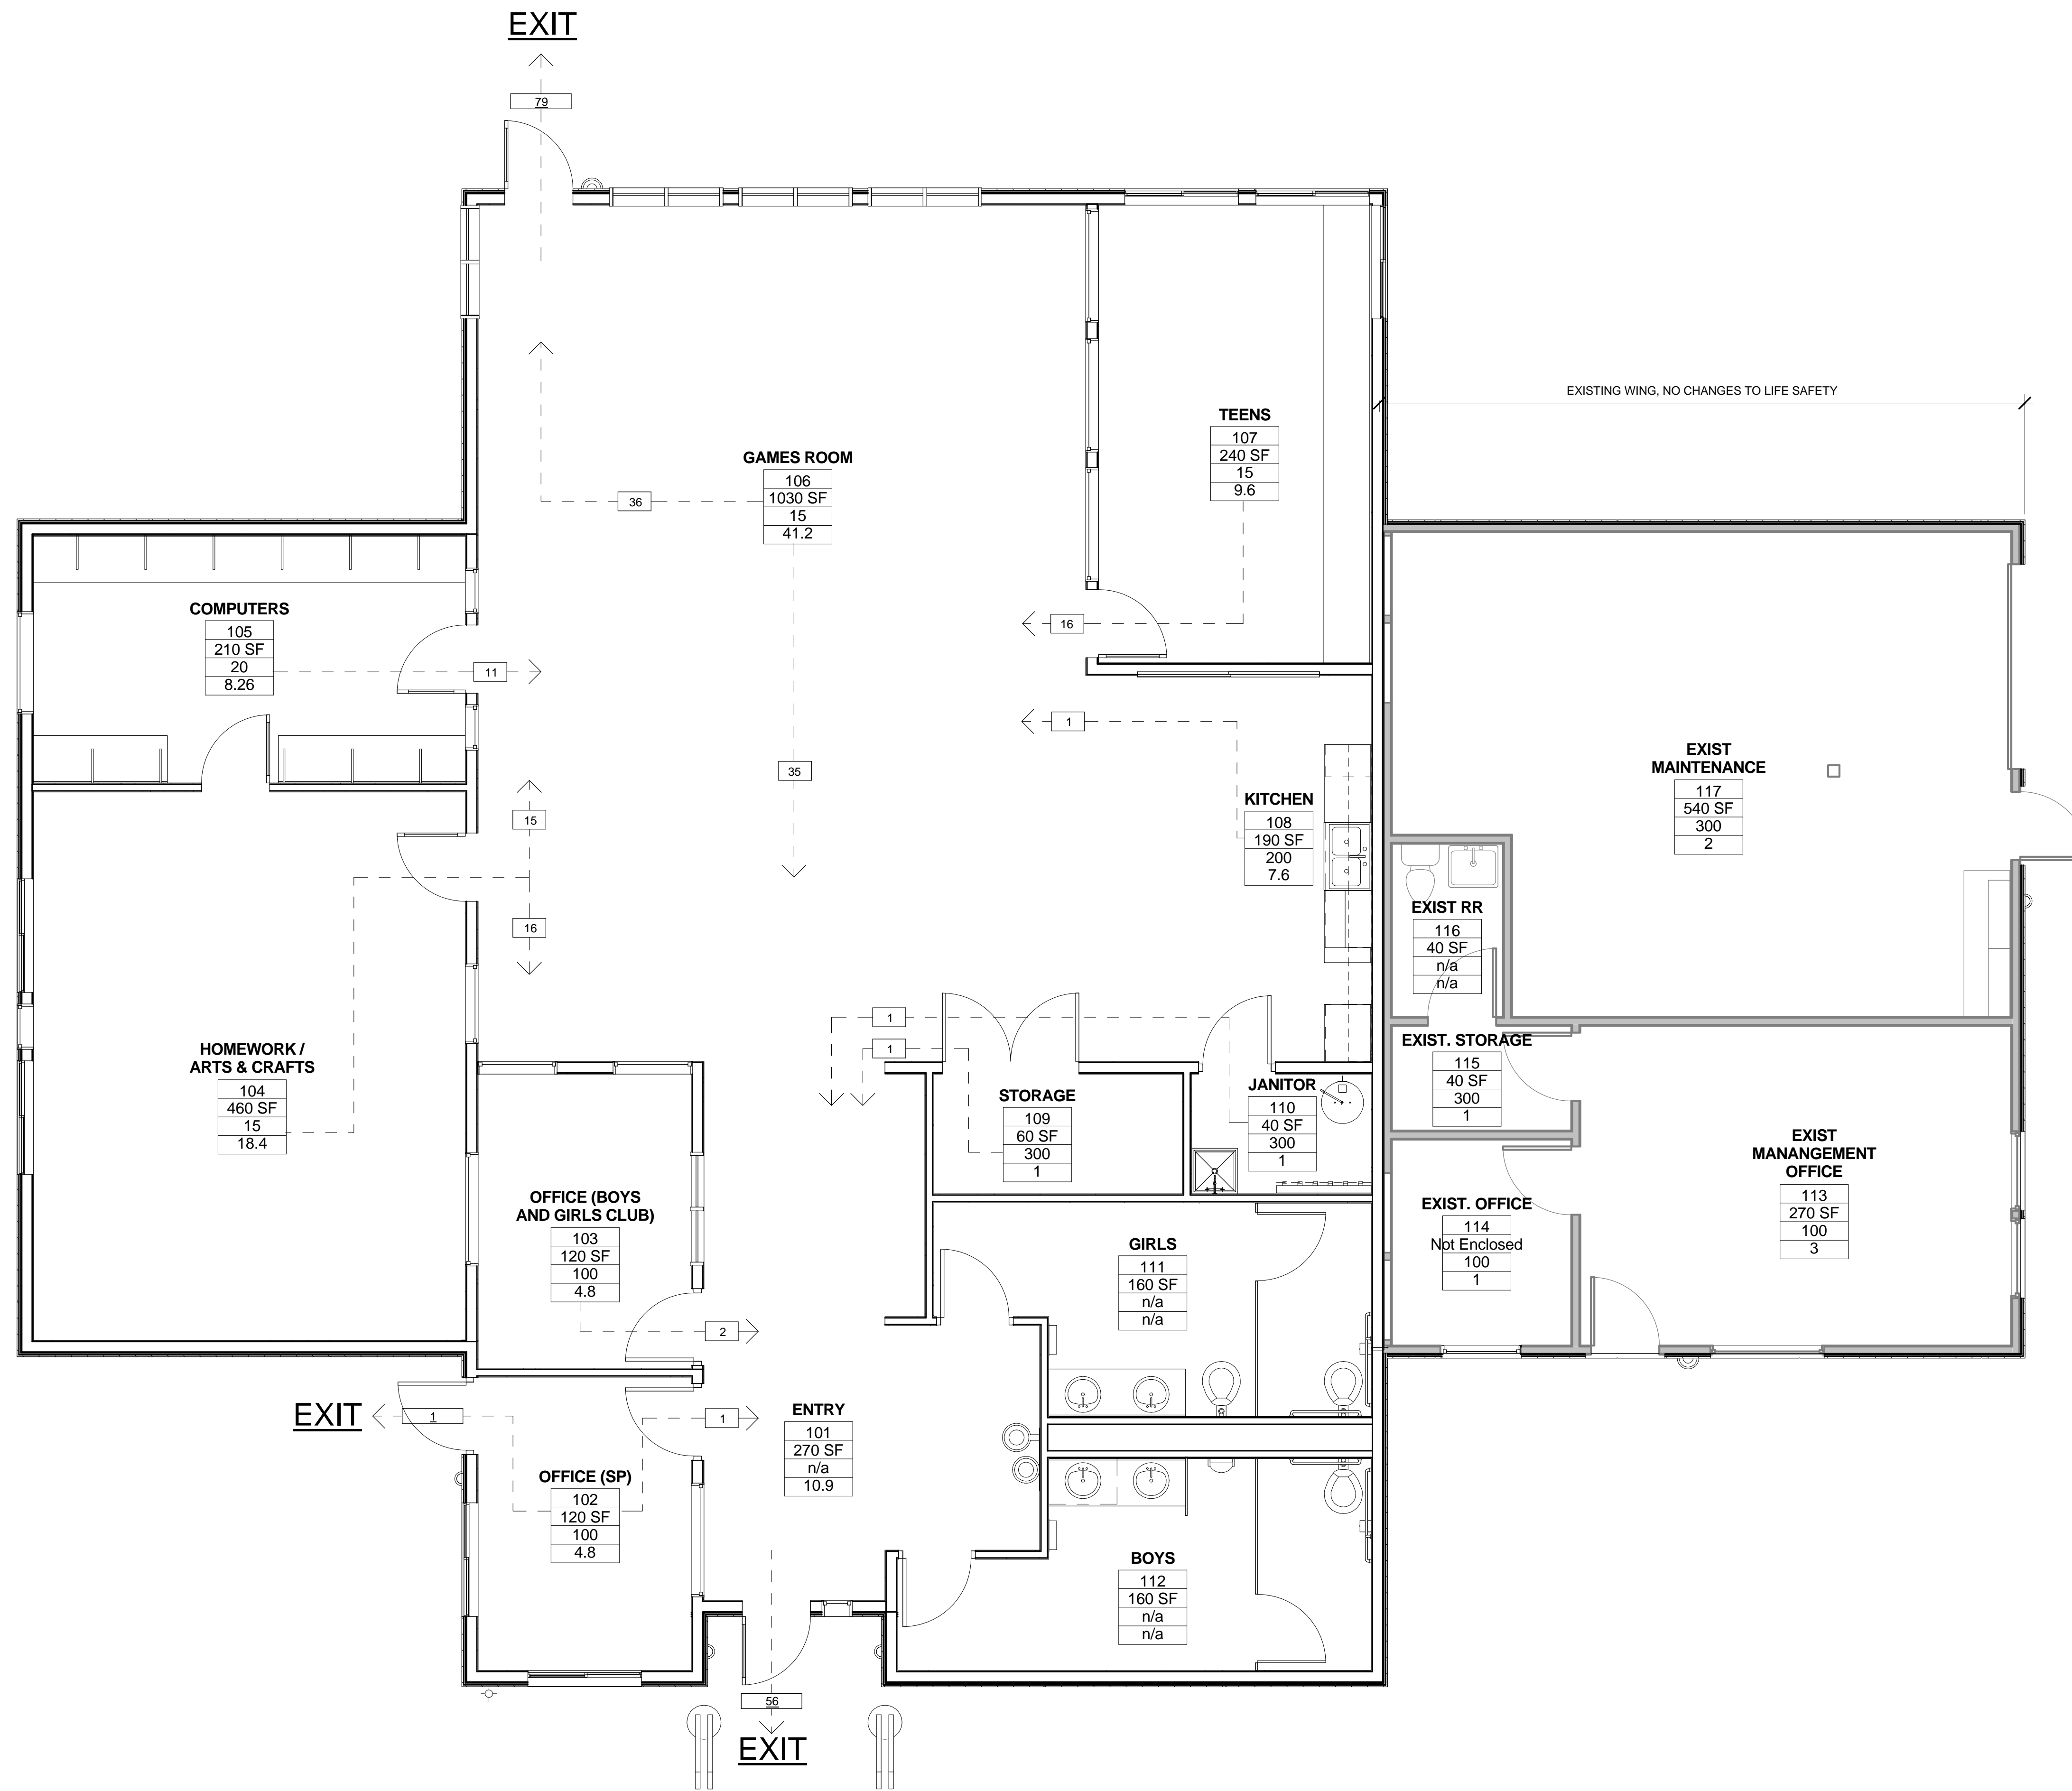 EXIT
79
EXISTING WING, NO CHANGES TO LIFE SAFETY
TEENS
107
240 SF
15
9.6
GAMES ROOM
106
1030 SF
15
41.2
36
COMPUTERS
105
210 SF
20
8.26
11
16
1
35
15
16
KITCHEN
108
190 SF
200
7.6
EXIST
MAINTENANCE
117
540 SF
300
2
EXIST RR
116
40 SF
n/a
n/a
1
1
HOMEWORK /
ARTS & CRAFTS
104
460 SF
15
18.4
STORAGE
109
60 SF
300
1
JANITOR
110
40 SF
300
1
EXIST. STORAGE
115
40 SF
300
1
EXIST
MANANGEMENT
OFFICE
113
270 SF
100
3
OFFICE (BOYS
AND GIRLS CLUB)
103
120 SF
100
4.8
2
GIRLS
111
160 SF
n/a
n/a
EXIST. OFFICE
114
Not Enclosed
100
1
EXIT
1
1
ENTRY
101
270 SF
n/a
10.9
OFFICE (SP)
102
120 SF
100
4.8
BOYS
112
160 SF
n/a
n/a
56
EXIT